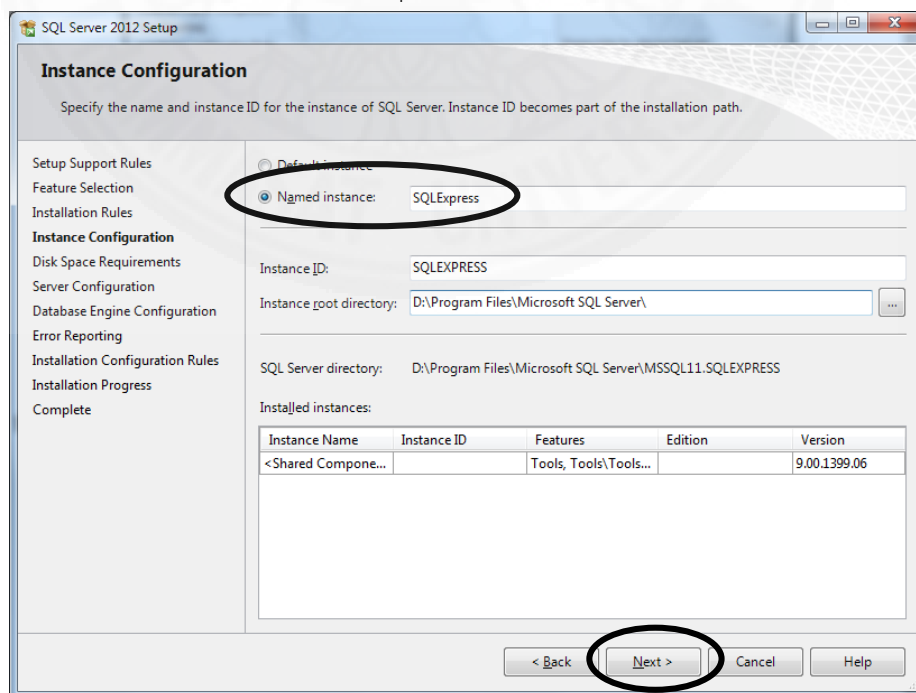 SQL Server 2012 Setup
Instance Configuration
Specify the name and instance ID for the instance of SQL Server. Instance ID becomes part of the installation path.
Setup Support Rules
Feature Selection
Installation Rules
Instance Configuration
Disk Space Requirements
Server Configuration
Database Engine Configuration
Error Reporting
Installation Configuration Rules
Installation Progress
Complete
Default instance
Named instance: SQLExpress
Instance ID: SQLEXPRESS
Instance root directory: D:\Program Files\Microsoft SQL Server\ ...
SQL Server directory: D:\Program Files\Microsoft SQL Server\MSSQL11.SQLEXPRESS
Installed instances:
Instance Name Instance ID Features Edition Version
<Shared Compone... Tools, Tools\Tools... 9.00.1399.06
< Back Next > Cancel Help